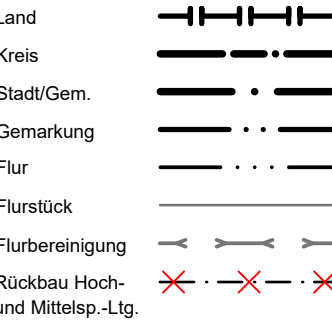 Land
Kreis
Stadt/Gem.
Gemarkung
Flur
Flurstück
Flurbereinigung
Rückbau Hoch-
und Mittelsp.-Ltg.